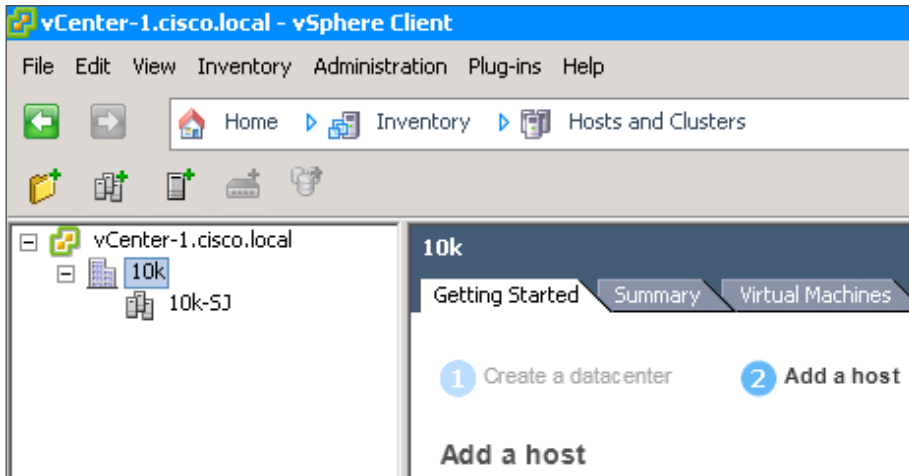 vCenter-1.cisco.local - vSphere Client
File Edit View Inventory Administration Plug-ins Help
Home Inventory Hosts and Clusters
vCenter-1.cisco.local
10k
10k-SJ
10k
Getting Started Summary Virtual Machines
1 Create a datacenter 2 Add a host
Add a host